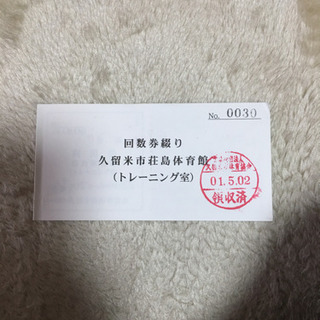 No. 0030
回数券綴り
久留米市荘島体育館
(トレーニング室)
01.5.02
領収済